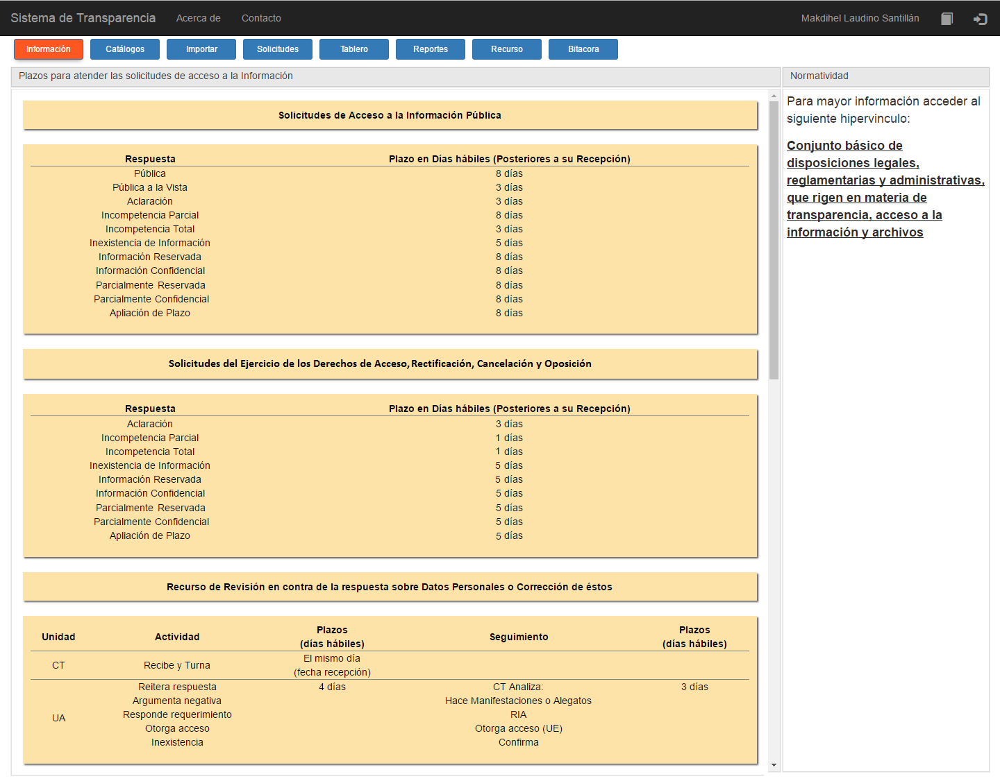 Sistema de Transparencia Acerca de Contacto Makdihel Laudino Santillán
Información Catálogos Importar Solicitudes Tablero Reportes Recurso Bitacora
Plazos para atender las solicitudes de acceso a la Información
Solicitudes de Acceso a la Información Pública
Respuesta Plazo en Días hábiles (Posteriores a su Recepción)
Pública 8 días
Pública a la Vista 3 días
Aclaración 3 días
Incompetencia Parcial 8 días
Incompetencia Total 3 días
Inexistencia de Información 5 días
Información Reservada 8 días
Información Confidencial 8 días
Parcialmente Reservada 8 días
Parcialmente Confidencial 8 días
Apliación de Plazo 8 días
Solicitudes del Ejercicio de los Derechos de Acceso, Rectificación, Cancelación y Oposición
Respuesta Plazo en Días hábiles (Posteriores a su Recepción)
Aclaración 3 días
Incompetencia Parcial 1 días
Incompetencia Total 1 días
Inexistencia de Información 5 días
Información Reservada 5 días
Información Confidencial 5 días
Parcialmente Reservada 5 días
Parcialmente Confidencial 5 días
Apliación de Plazo 5 días
Recurso de Revisión en contra de la respuesta sobre Datos Personales o Corrección de éstos
Unidad Actividad Plazos (días hábiles) Seguimiento Plazos (días hábiles)
CT Recibe y Turna El mismo día (fecha recepción)
UA
Reitera respuesta 4 días CT Analiza: 3 días
Argumenta negativa Hace Manifestaciones o Alegatos
Responde requerimiento RIA
Otorga acceso Otorga acceso (UE)
Inexistencia Confirma
Normatividad
Para mayor información acceder al
siguiente hipervinculo:
Conjunto básico de
disposiciones legales,
reglamentarias y administrativas,
que rigen en materia de
transparencia, acceso a la
información y archivos